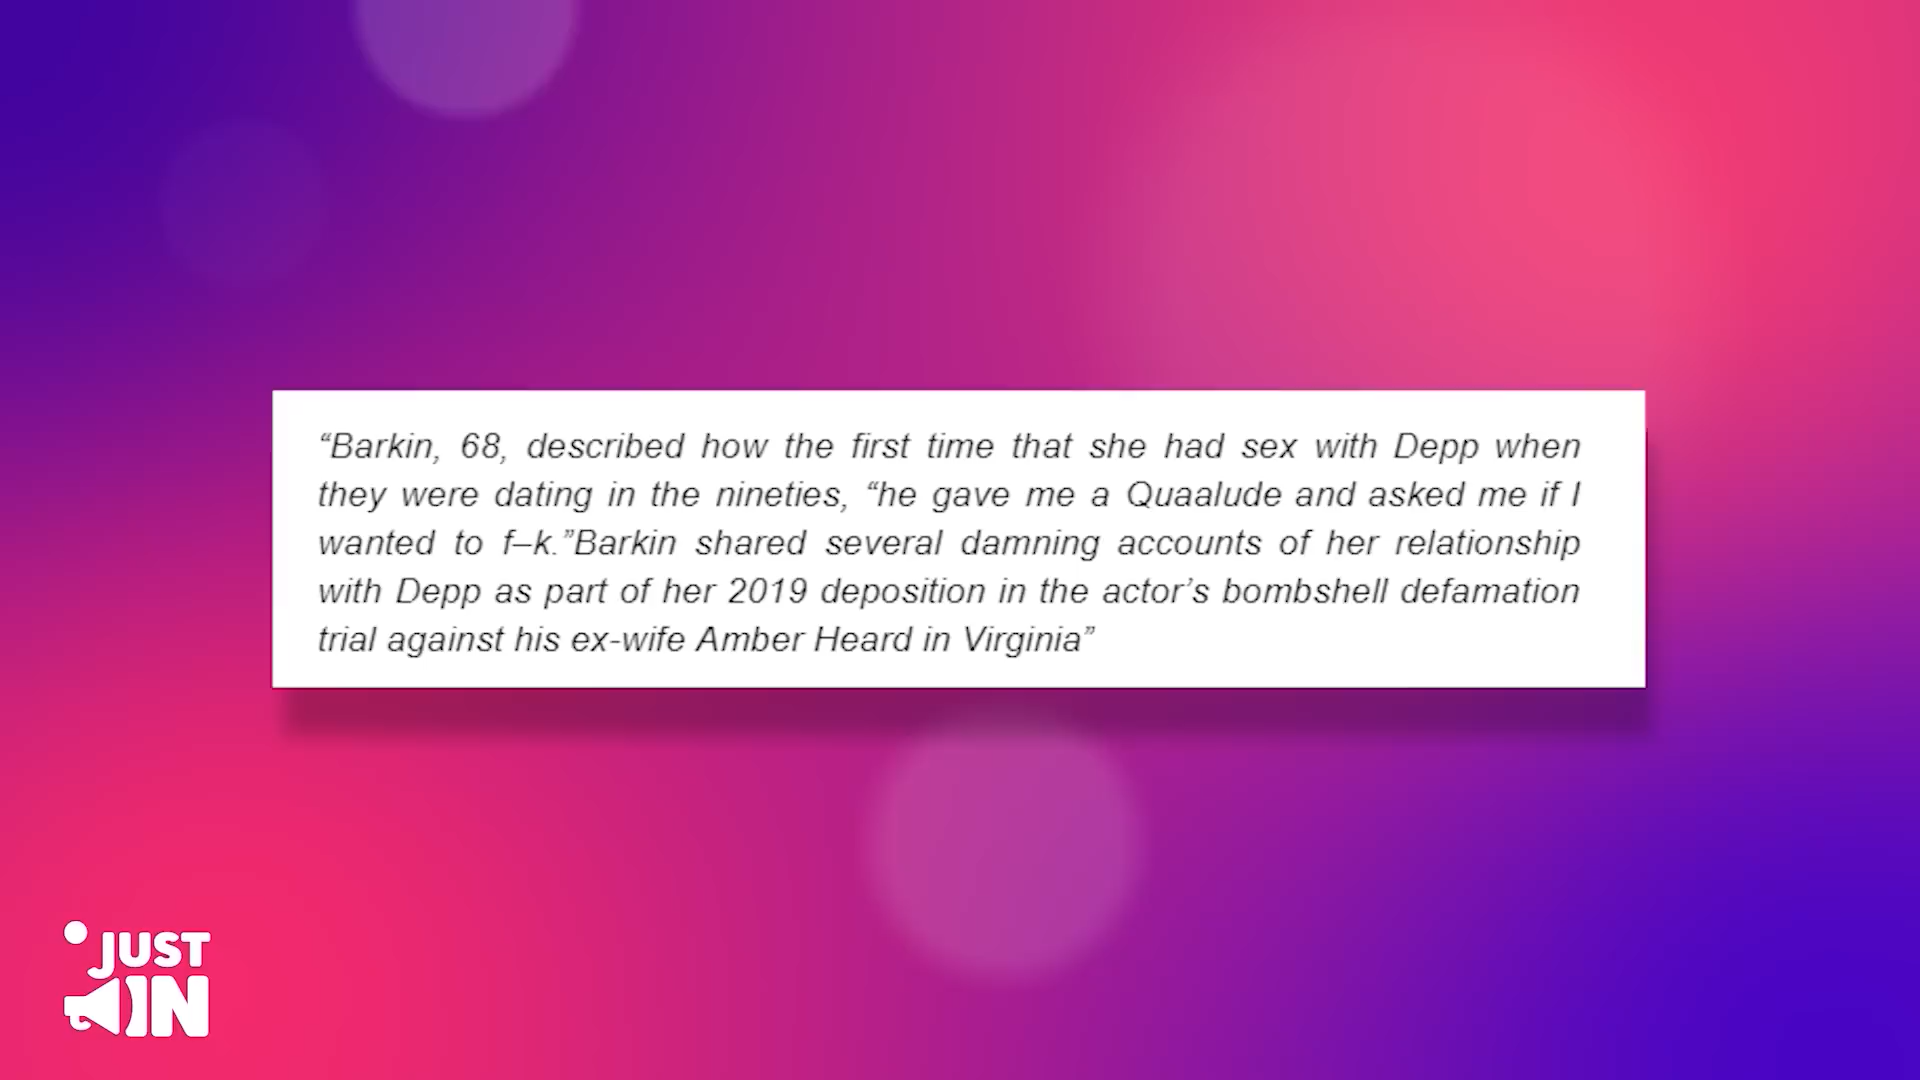 “Barkin, 68, described how the first time that she had sex with Depp when
they were dating in the nineties, “he gave me a Quaalude and asked me if I
wanted to f–k.”Barkin shared several damning accounts of her relationship
with Depp as part of her 2019 deposition in the actor’s bombshell defamation
trial against his ex-wife Amber Heard in Virginia”
JUST
IN